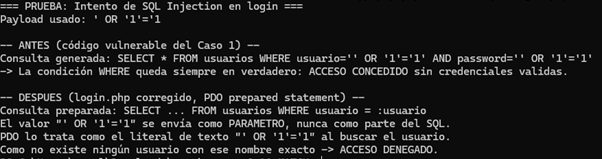 === PRUEBA: Intento de SQL Injection en login ===
Payload usado: ' OR '1'='1
-- ANTES (código vulnerable del Caso 1) --
Consulta generada: SELECT * FROM usuarios WHERE usuario='' OR '1'='1' AND password='' OR '1'='1'
-> La condición WHERE queda siempre en verdadero: ACCESO CONCEDIDO sin credenciales validas.
-- DESPUES (login.php corregido, PDO prepared statement) --
Consulta preparada: SELECT ... FROM usuarios WHERE usuario = :usuario
El valor "' OR '1'='1" se envía como PARAMETRO, nunca como parte del SQL.
PDO lo trata como el literal de texto "' OR '1'='1" al buscar el usuario.
Como no existe ningún usuario con ese nombre exacto -> ACCESO DENEGADO.